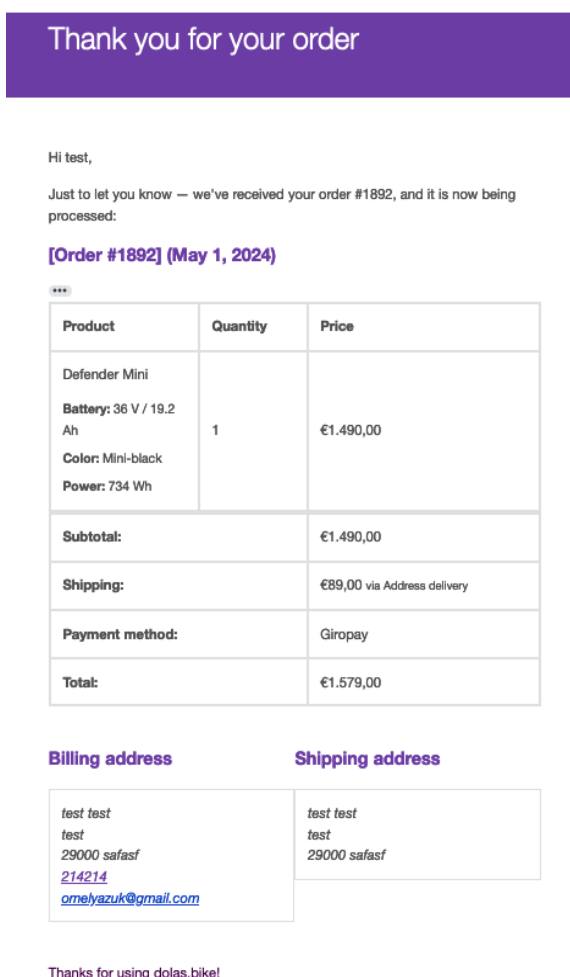 Thank you for your order
Hi test,
Just to let you know — we've received your order #1892, and it is now being
processed:
[Order #1892] (May 1, 2024)
Product Quantity Price
Defender Mini
Battery: 36 V / 19.2
Ah
Color: Mini-black
Power: 734 Wh
1
€1.490,00
Subtotal: €1.490,00
Shipping: €89,00 via Address delivery
Payment method: Giropay
Total: €1.579,00
Billing address
test test
test
29000 safasf
214214
omelyazuk@gmail.com
Shipping address
test test
test
29000 safasf
Thanks for using dolas.bike!